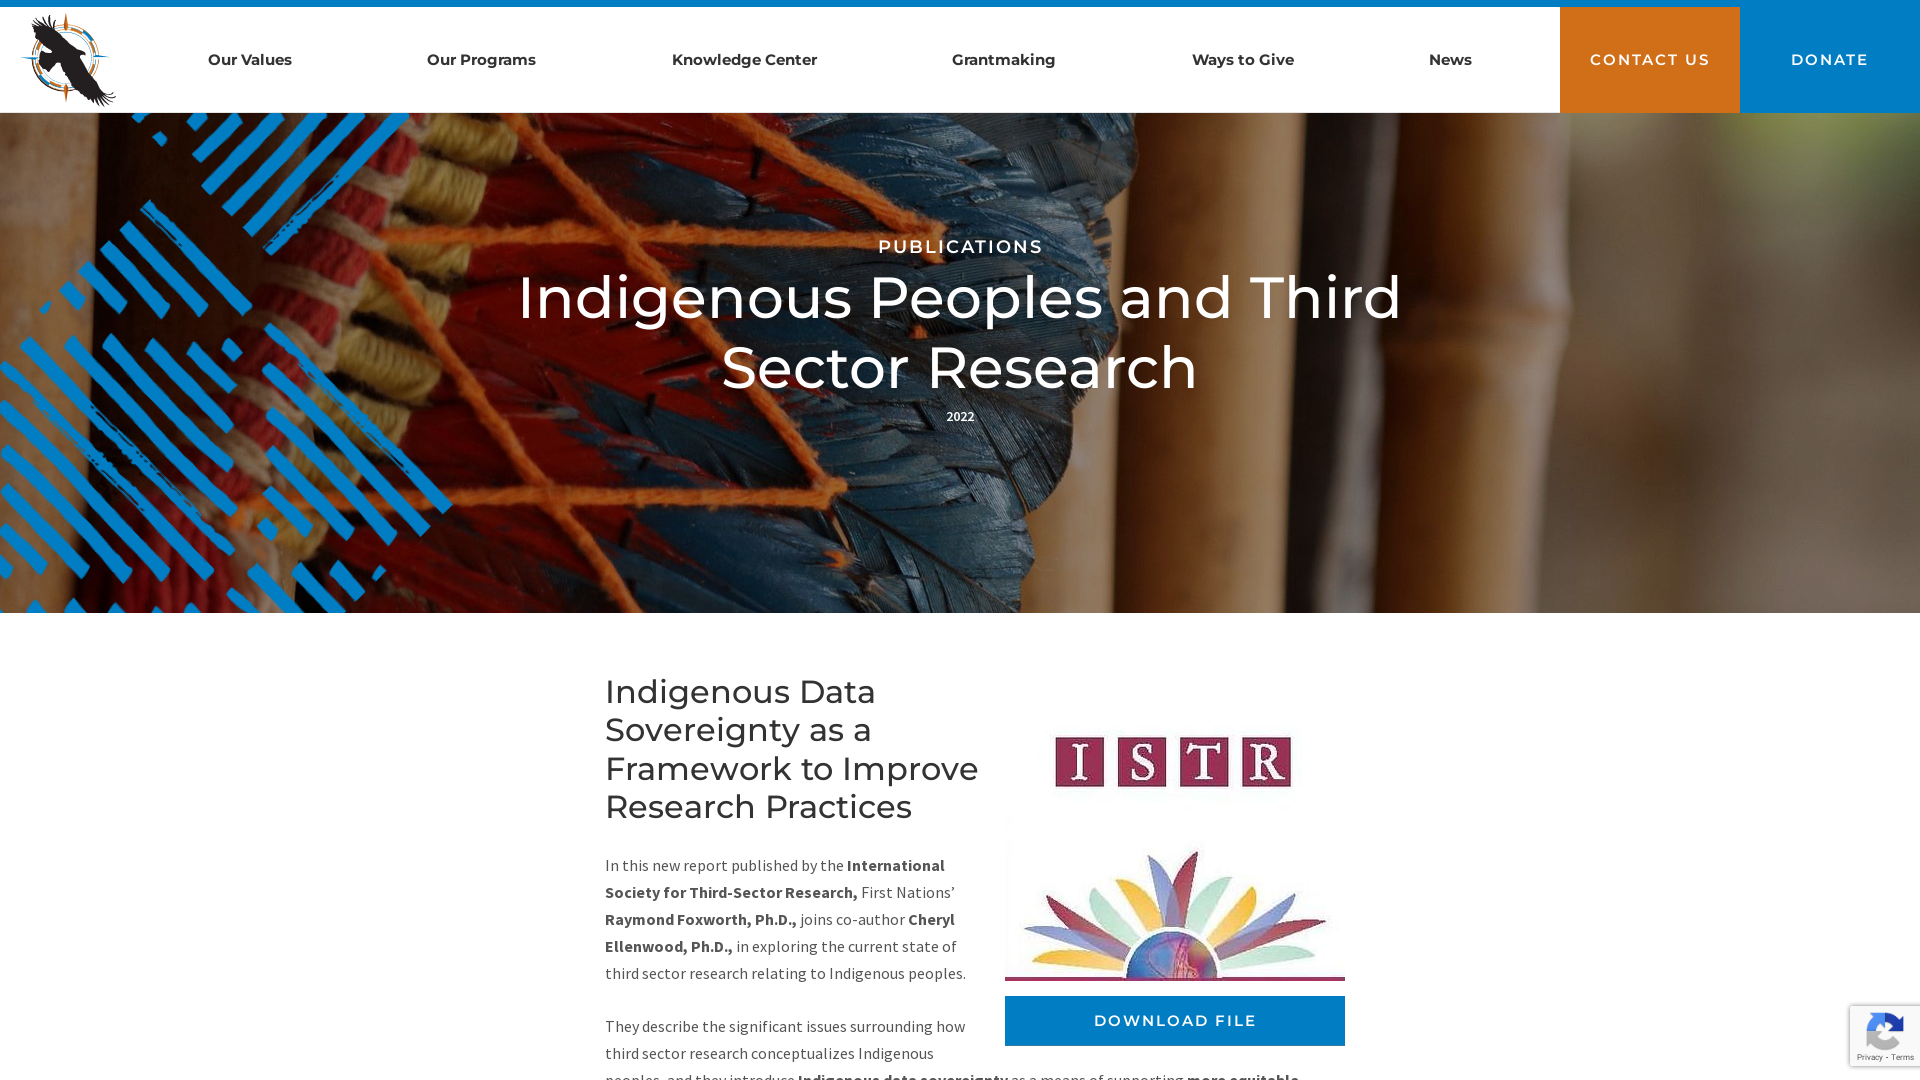 Our Values
Our Programs
Knowledge Center
Grantmaking
Ways to Give
News
CONTACT US
DONATE
PUBLICATIONS
Indigenous Peoples and Third
Sector Research
2022
Indigenous Data
Sovereignty as a
Framework to Improve
Research Practices
ISTR
In this new report published by the International
Society for Third-Sector Research, First Nations’
Raymond Foxworth, Ph.D., joins co-author Cheryl
Ellenwood, Ph.D., in exploring the current state of
third sector research relating to Indigenous peoples.
DOWNLOAD FILE
They describe the significant issues surrounding how
third sector research conceptualizes Indigenous
peoples, and they introduce Indigenous data sovereignty as a means of supporting more equitable
Privacy - Terms